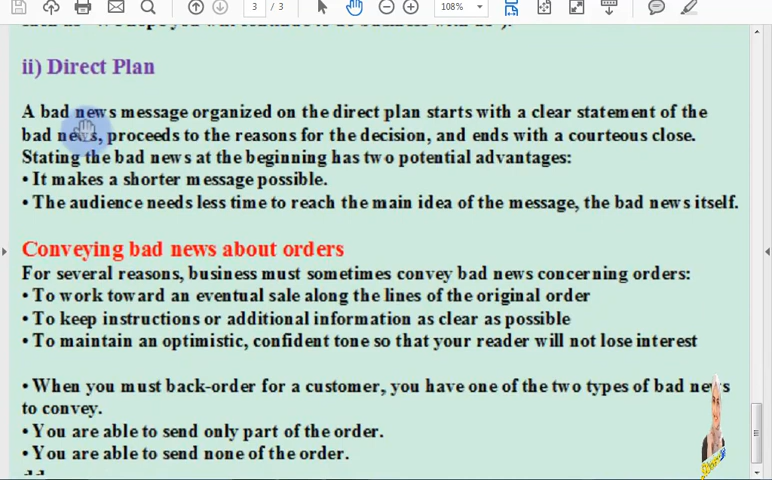 3 / 3
108%
ii) Direct Plan
A bad news message organized on the direct plan starts with a clear statement of the
bad news, proceeds to the reasons for the decision, and ends with a courteous close.
Stating the bad news at the beginning has two potential advantages:
• It makes a shorter message possible.
• The audience needs less time to reach the main idea of the message, the bad news itself.
Conveying bad news about orders
For several reasons, business must sometimes convey bad news concerning orders:
• To work toward an eventual sale along the lines of the original order
• To keep instructions or additional information as clear as possible
• To maintain an optimistic, confident tone so that your reader will not lose interest
• When you must back-order for a customer, you have one of the two types of bad news
to convey.
• You are able to send only part of the order.
• You are able to send none of the order.